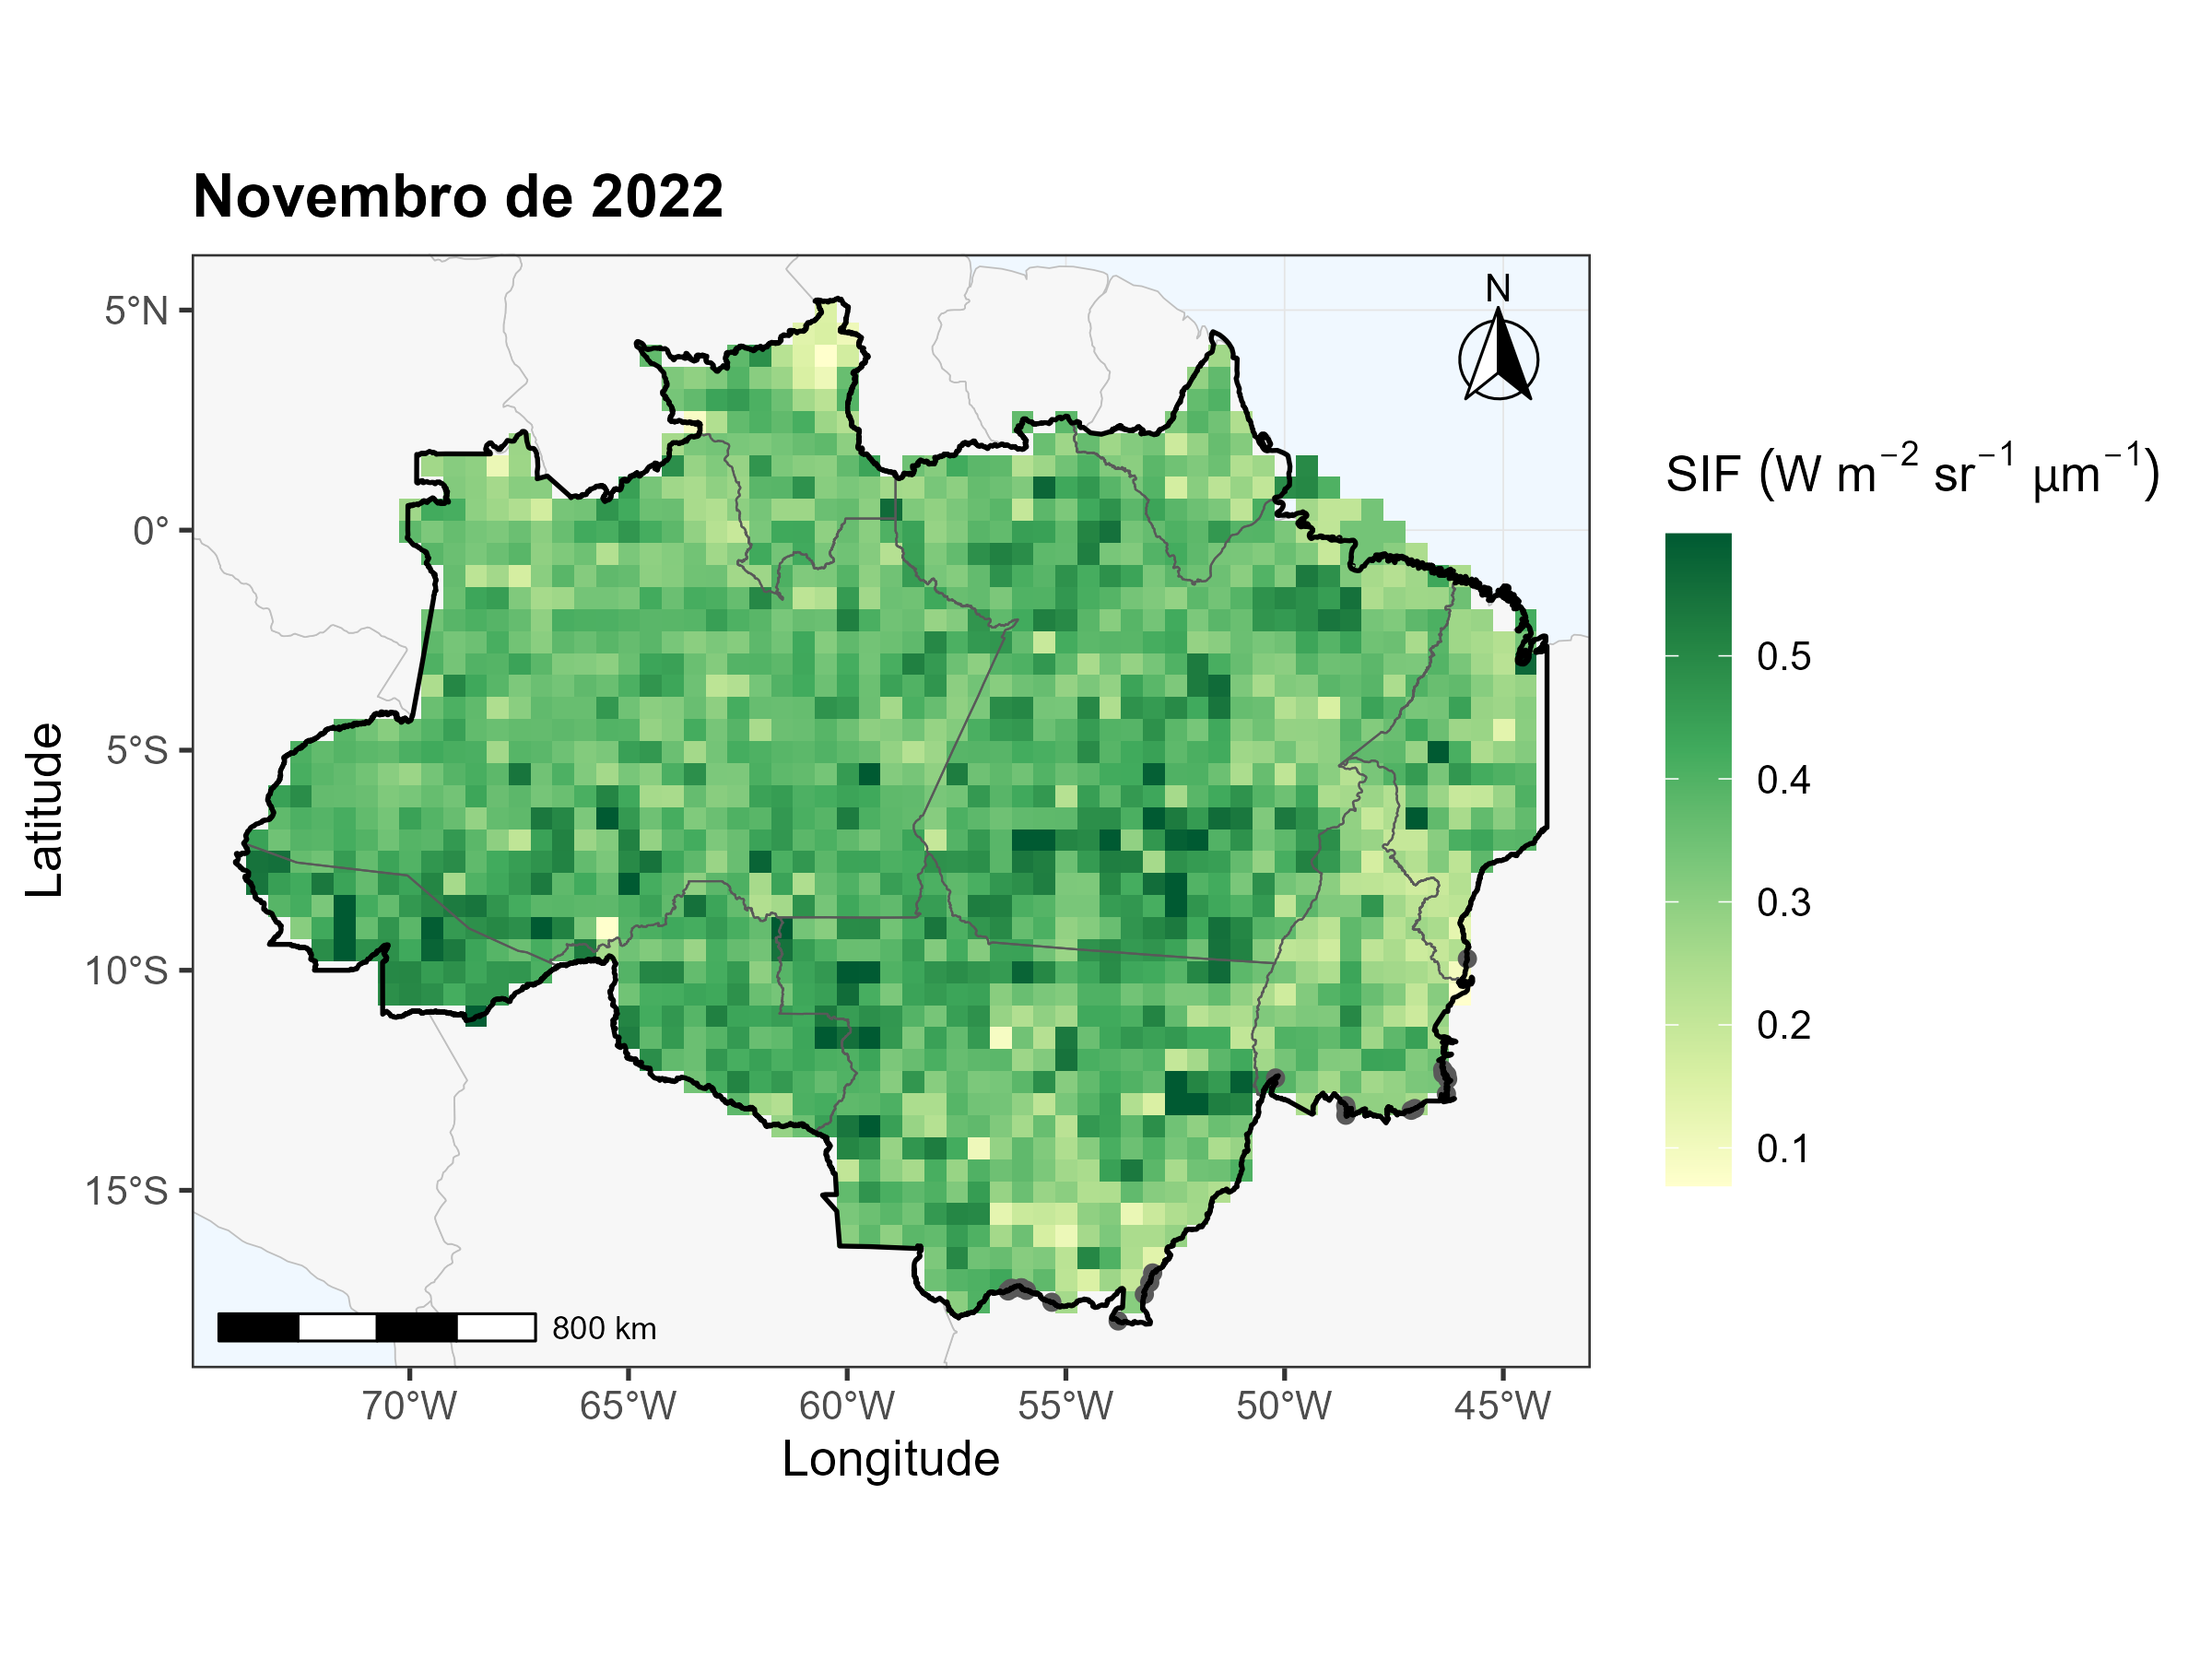 Novembro de 2022
N
5°N
0°
5°S
10°S
15°S
Latitude
800 km
70°W 65°W 60°W 55°W 50°W 45°W
Longitude
SIF (W m⁻² sr⁻¹ μm⁻¹)
0.5
0.4
0.3
0.2
0.1